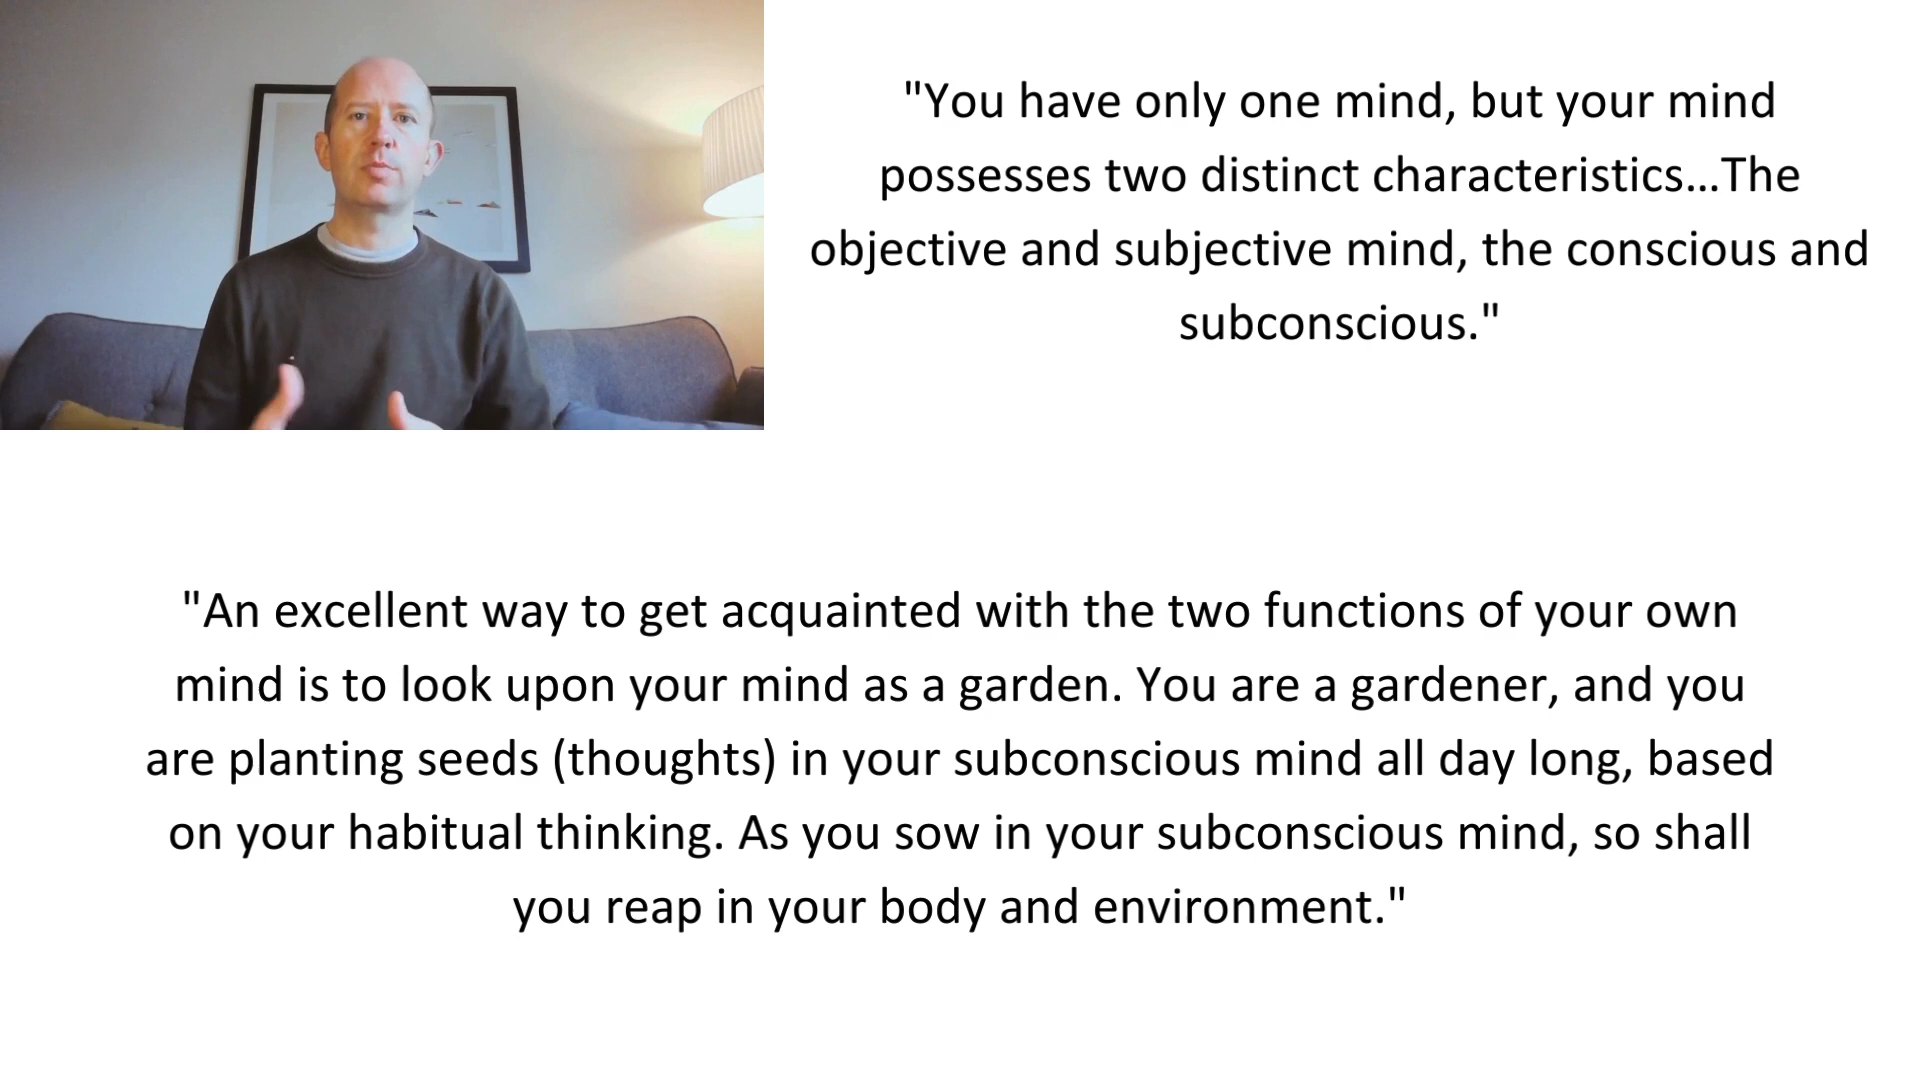 "You have only one mind, but your mind
possesses two distinct characteristics...The
objective and subjective mind, the conscious and
subconscious."
"An excellent way to get acquainted with the two functions of your own
mind is to look upon your mind as a garden. You are a gardener, and you
are planting seeds (thoughts) in your subconscious mind all day long, based
on your habitual thinking. As you sow in your subconscious mind, so shall
you reap in your body and environment."